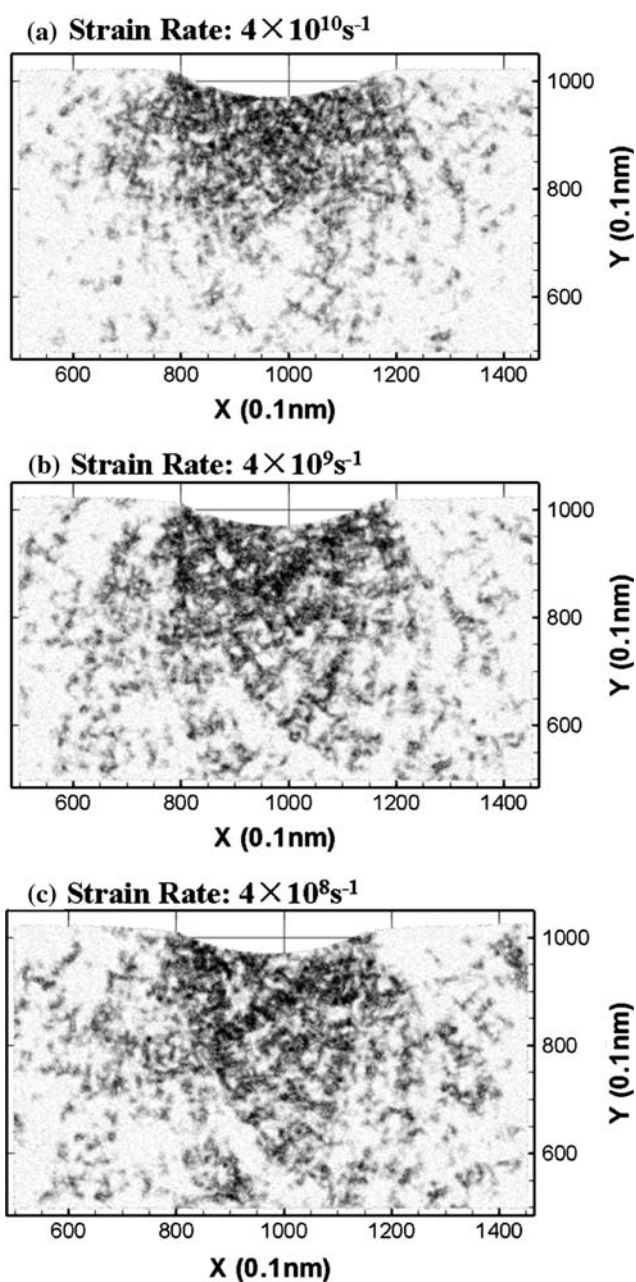 (a) Strain Rate: 4×10¹⁰s⁻¹
1000
800
600
Y (0.1nm)
600 800 1000 1200 1400
X (0.1nm)
(b) Strain Rate: 4×10⁹s⁻¹
1000
800
600
Y (0.1nm)
600 800 1000 1200 1400
X (0.1nm)
(c) Strain Rate: 4×10⁸s⁻¹
1000
800
600
Y (0.1nm)
600 800 1000 1200 1400
X (0.1nm)